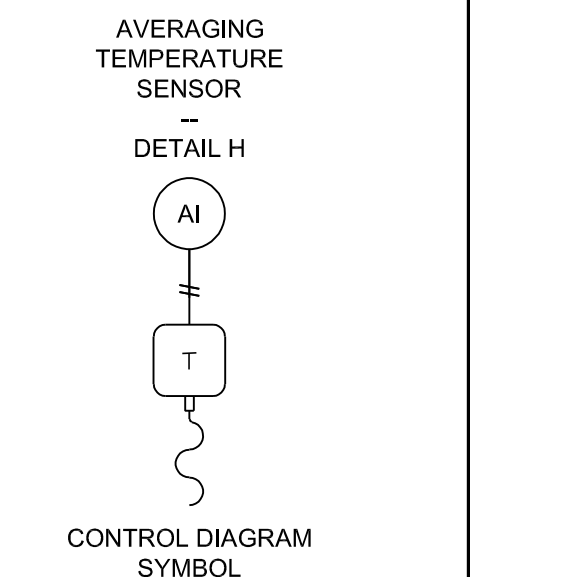 AVERAGING
TEMPERATURE
SENSOR
--
DETAIL H
AI
T
CONTROL DIAGRAM
SYMBOL